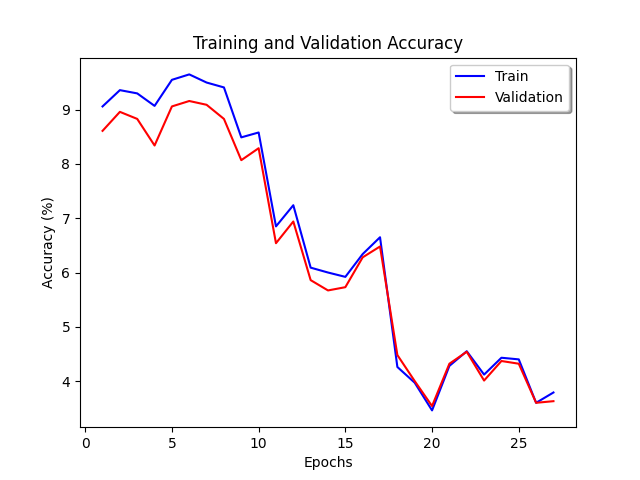 Training and Validation Accuracy
Train
Validation
9
8
7
6
5
4
Accuracy (%)
0 5 10 15 20 25
Epochs